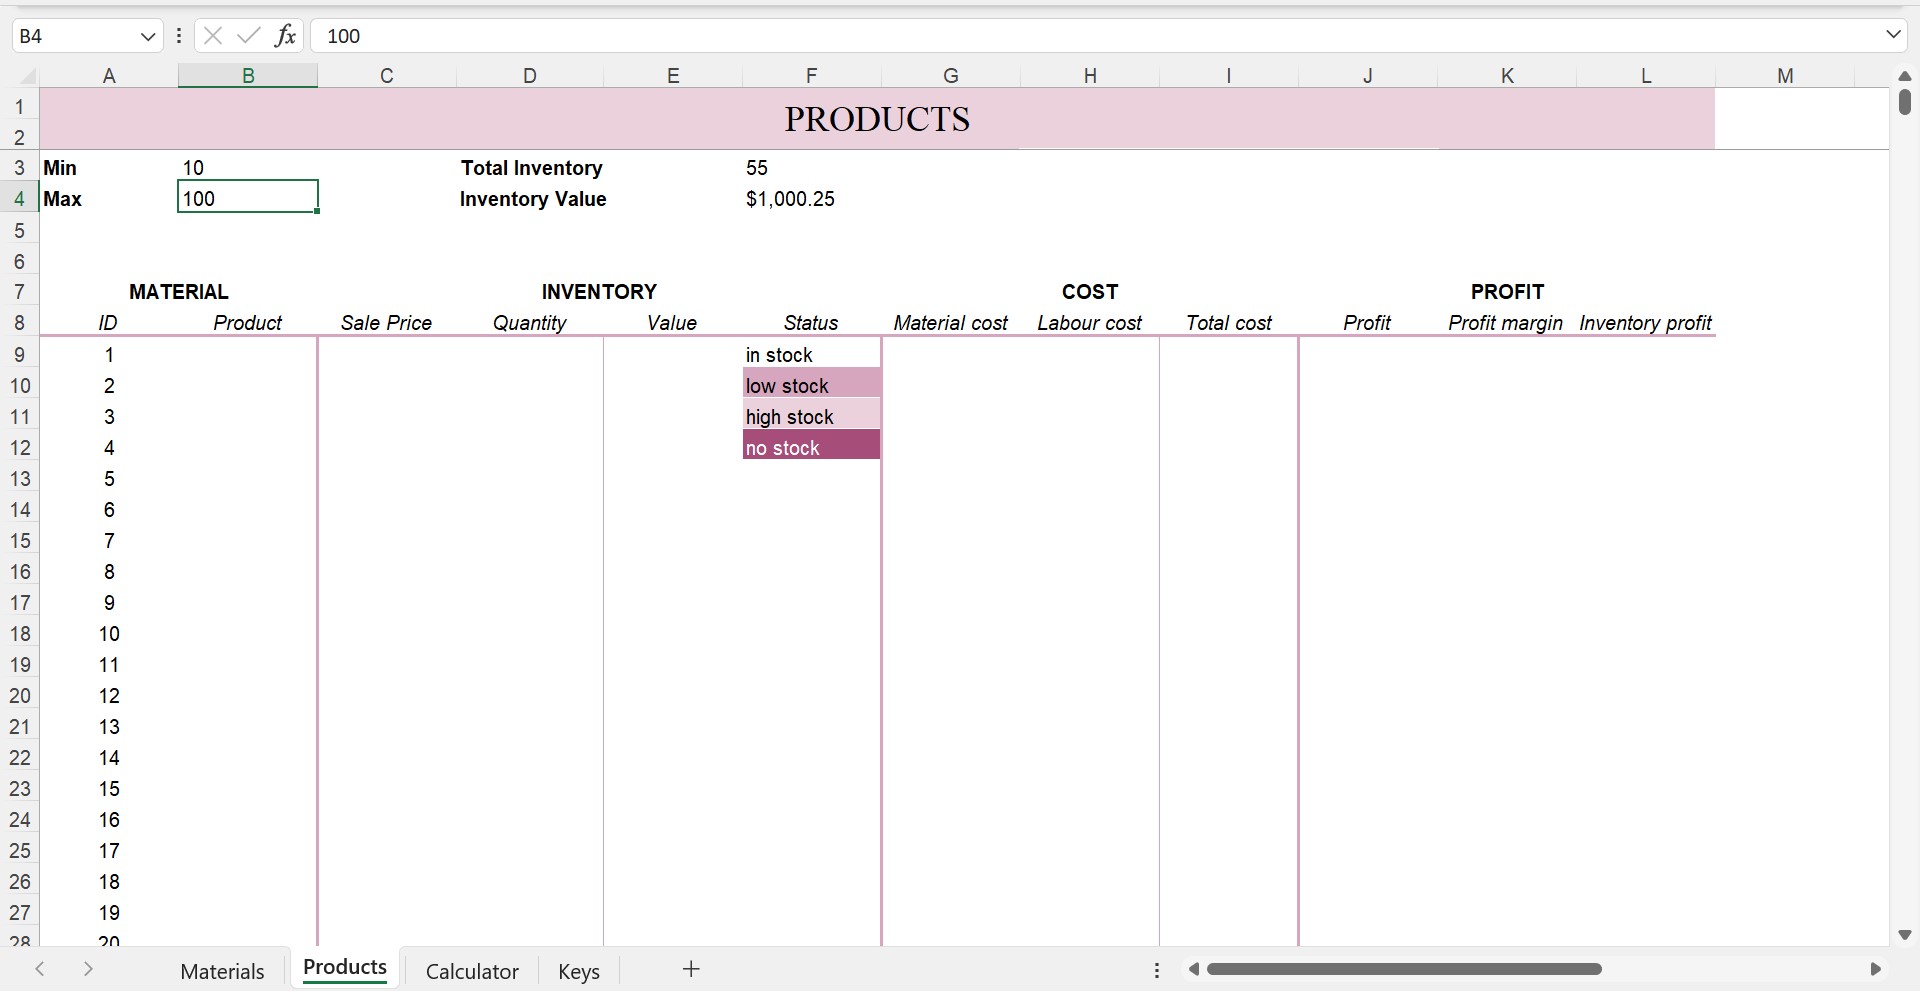 B4 fx 100
A B C D E F G H I J K L M
1 PRODUCTS
2
3 Min 10 Total Inventory 55
4 Max 100 Inventory Value $1,000.25
5
6
7 MATERIAL INVENTORY COST PROFIT
8 ID Product Sale Price Quantity Value Status Material cost Labour cost Total cost Profit Profit margin Inventory profit
9 1 in stock
10 2 low stock
11 3 high stock
12 4 no stock
13 5
14 6
15 7
16 8
17 9
18 10
19 11
20 12
21 13
22 14
23 15
24 16
25 17
26 18
27 19
28 20
Materials Products Calculator Keys